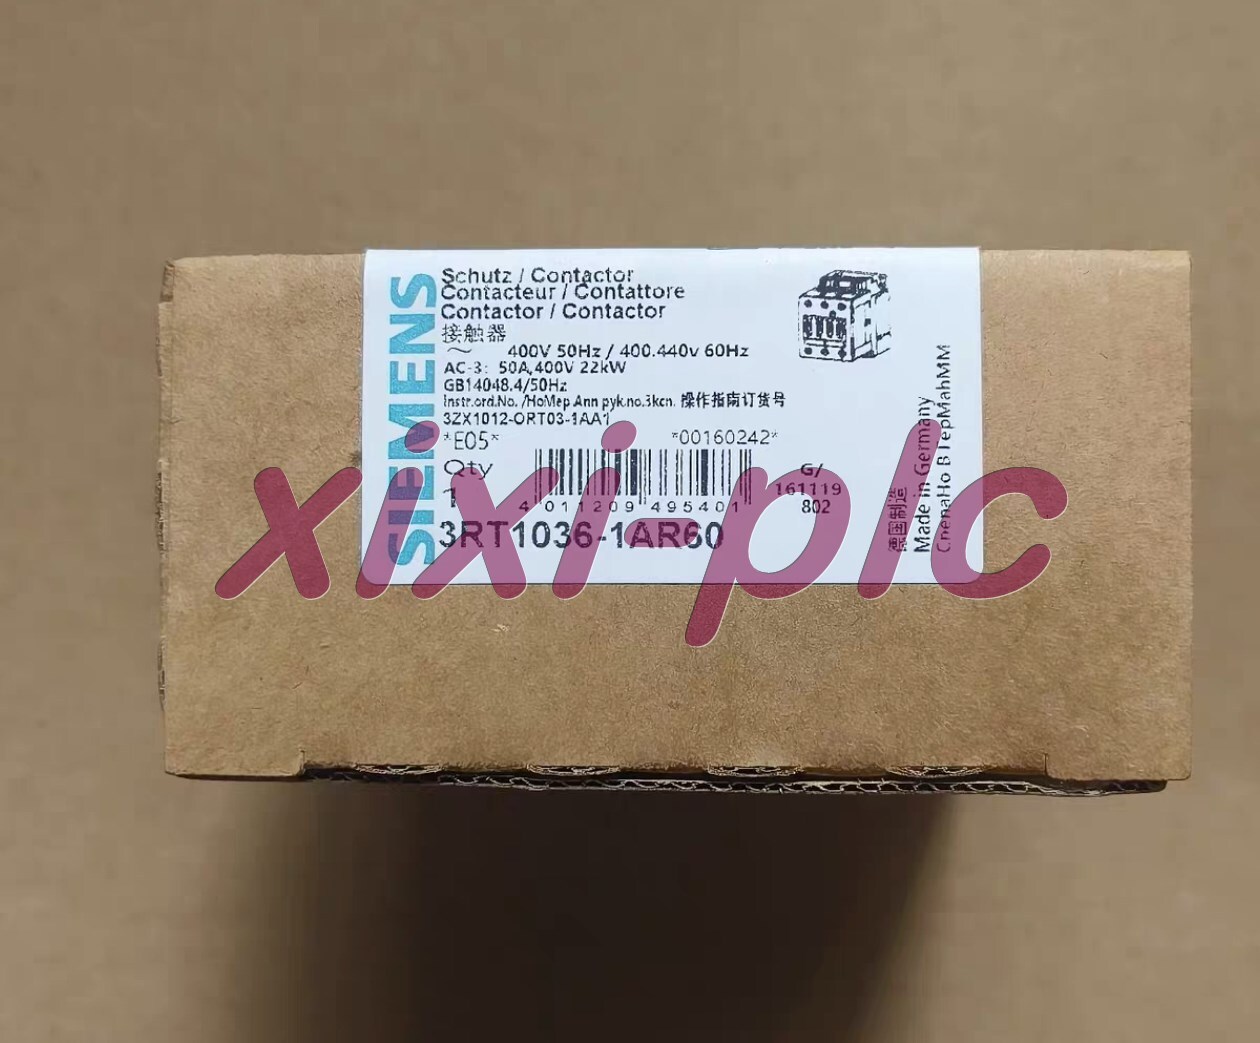 SIEMENS
Schutz / Contactor
Contacteur / Contattore
Contactor / Contactor
接触器
~ 400V 50Hz / 400.440v 60Hz
AC-3: 50A,400V 22kW
GB14048.4/50Hz
Instr.ord.No. /HoMep Ann pyk.no.3kcn. 操作指南订货号
3ZX1012-ORT03-1AA1
*E05* *00160242*
Qty
1
4 011209 495401
G/
161119
802
3RT1036-1AR60
德国制造
Made in Germany
CpenaHo B TepMahMM
xixi-plc